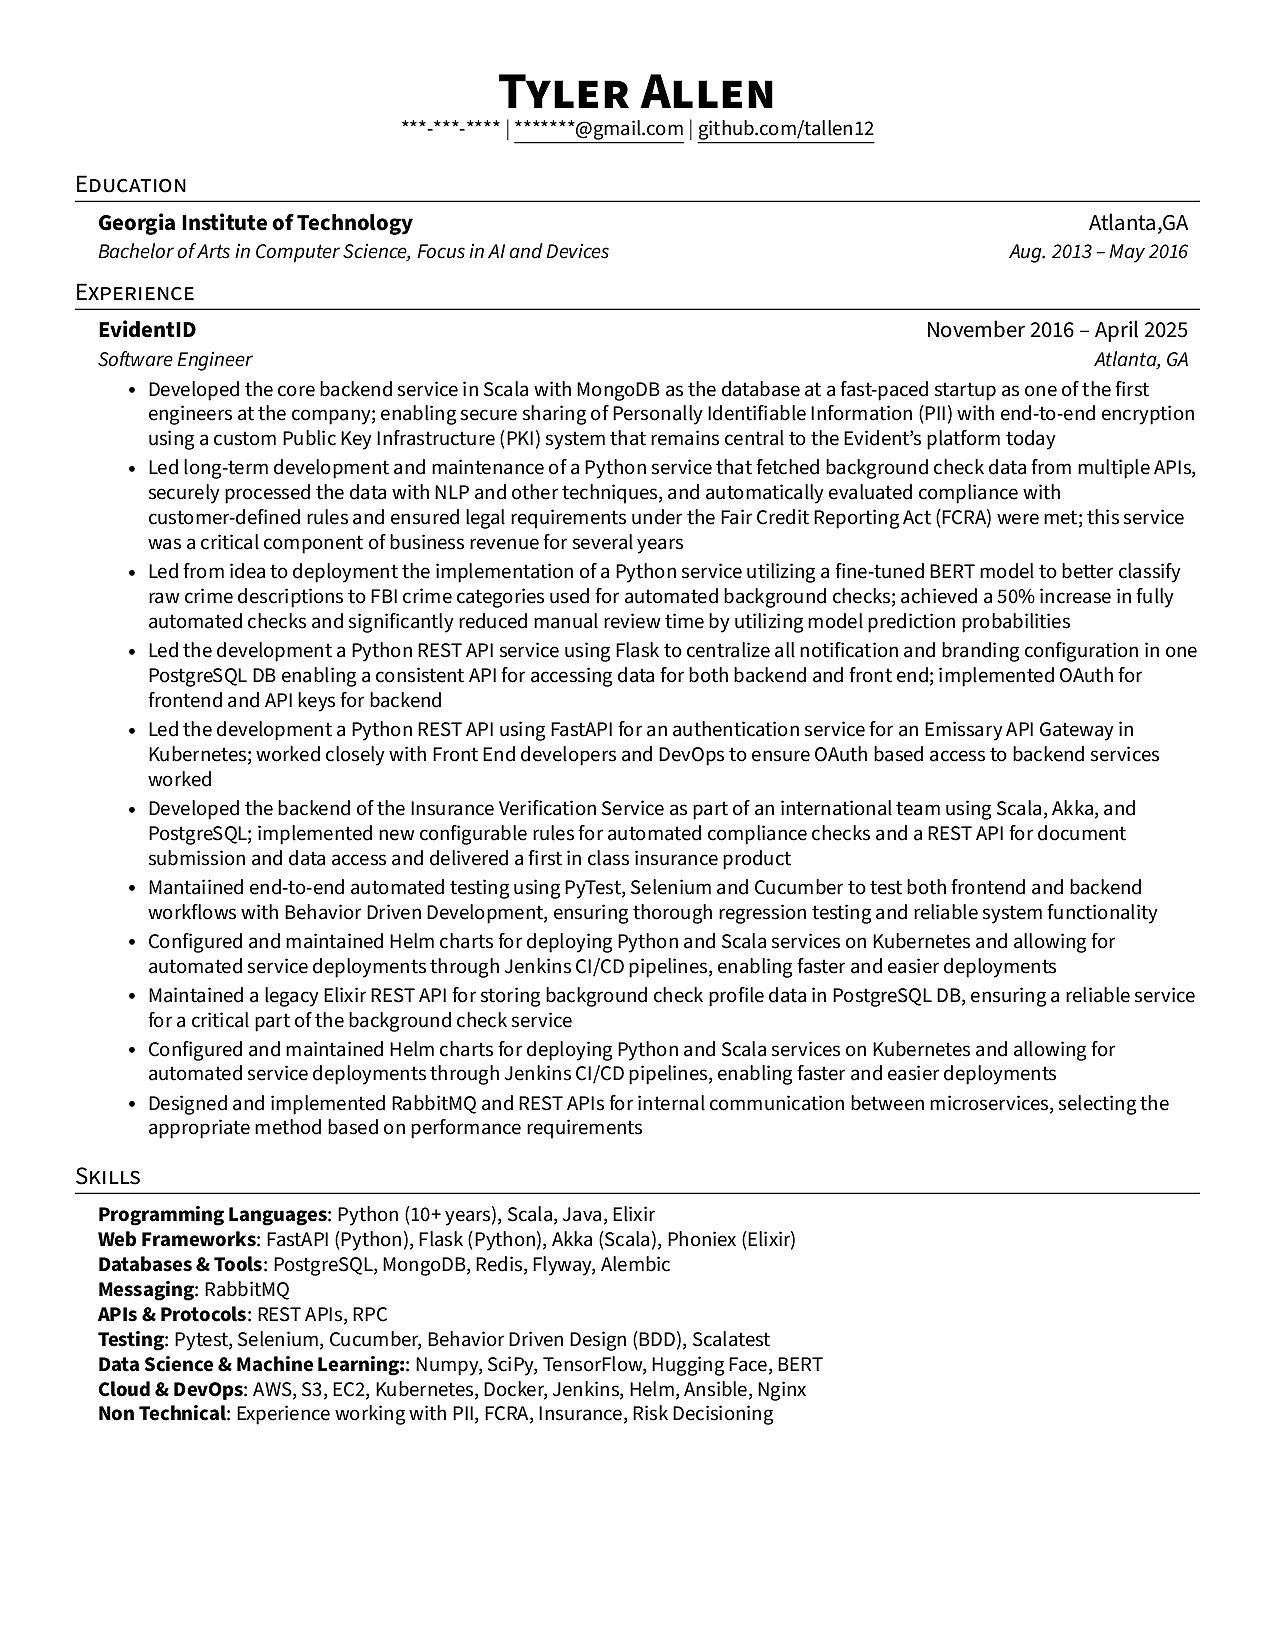 Tyler Allen
***-***-**** | *******@gmail.com | github.com/tallen12
Education
Georgia Institute of Technology Atlanta,GA
Bachelor of Arts in Computer Science, Focus in AI and Devices Aug. 2013 – May 2016
Experience
EvidentID November 2016 – April 2025
Software Engineer Atlanta, GA
• Developed the core backend service in Scala with MongoDB as the database at a fast-paced startup as one of the first
engineers at the company; enabling secure sharing of Personally Identifiable Information (PII) with end-to-end encryption
using a custom Public Key Infrastructure (PKI) system that remains central to the Evident’s platform today
• Led long-term development and maintenance of a Python service that fetched background check data from multiple APIs,
securely processed the data with NLP and other techniques, and automatically evaluated compliance with
customer-defined rules and ensured legal requirements under the Fair Credit Reporting Act (FCRA) were met; this service
was a critical component of business revenue for several years
• Led from idea to deployment the implementation of a Python service utilizing a fine-tuned BERT model to better classify
raw crime descriptions to FBI crime categories used for automated background checks; achieved a 50% increase in fully
automated checks and significantly reduced manual review time by utilizing model prediction probabilities
• Led the development a Python REST API service using Flask to centralize all notification and branding configuration in one
PostgreSQL DB enabling a consistent API for accessing data for both backend and front end; implemented OAuth for
frontend and API keys for backend
• Led the development a Python REST API using FastAPI for an authentication service for an Emissary API Gateway in
Kubernetes; worked closely with Front End developers and DevOps to ensure OAuth based access to backend services
worked
• Developed the backend of the Insurance Verification Service as part of an international team using Scala, Akka, and
PostgreSQL; implemented new configurable rules for automated compliance checks and a REST API for document
submission and data access and delivered a first in class insurance product
• Mantaiined end-to-end automated testing using PyTest, Selenium and Cucumber to test both frontend and backend
workflows with Behavior Driven Development, ensuring thorough regression testing and reliable system functionality
• Configured and maintained Helm charts for deploying Python and Scala services on Kubernetes and allowing for
automated service deployments through Jenkins CI/CD pipelines, enabling faster and easier deployments
• Maintained a legacy Elixir REST API for storing background check profile data in PostgreSQL DB, ensuring a reliable service
for a critical part of the background check service
• Configured and maintained Helm charts for deploying Python and Scala services on Kubernetes and allowing for
automated service deployments through Jenkins CI/CD pipelines, enabling faster and easier deployments
• Designed and implemented RabbitMQ and REST APIs for internal communication between microservices, selecting the
appropriate method based on performance requirements
Skills
Programming Languages: Python (10+ years), Scala, Java, Elixir
Web Frameworks: FastAPI (Python), Flask (Python), Akka (Scala), Phoniex (Elixir)
Databases & Tools: PostgreSQL, MongoDB, Redis, Flyway, Alembic
Messaging: RabbitMQ
APIs & Protocols: REST APIs, RPC
Testing: Pytest, Selenium, Cucumber, Behavior Driven Design (BDD), Scalatest
Data Science & Machine Learning:: Numpy, SciPy, TensorFlow, Hugging Face, BERT
Cloud & DevOps: AWS, S3, EC2, Kubernetes, Docker, Jenkins, Helm, Ansible, Nginx
Non Technical: Experience working with PII, FCRA, Insurance, Risk Decisioning